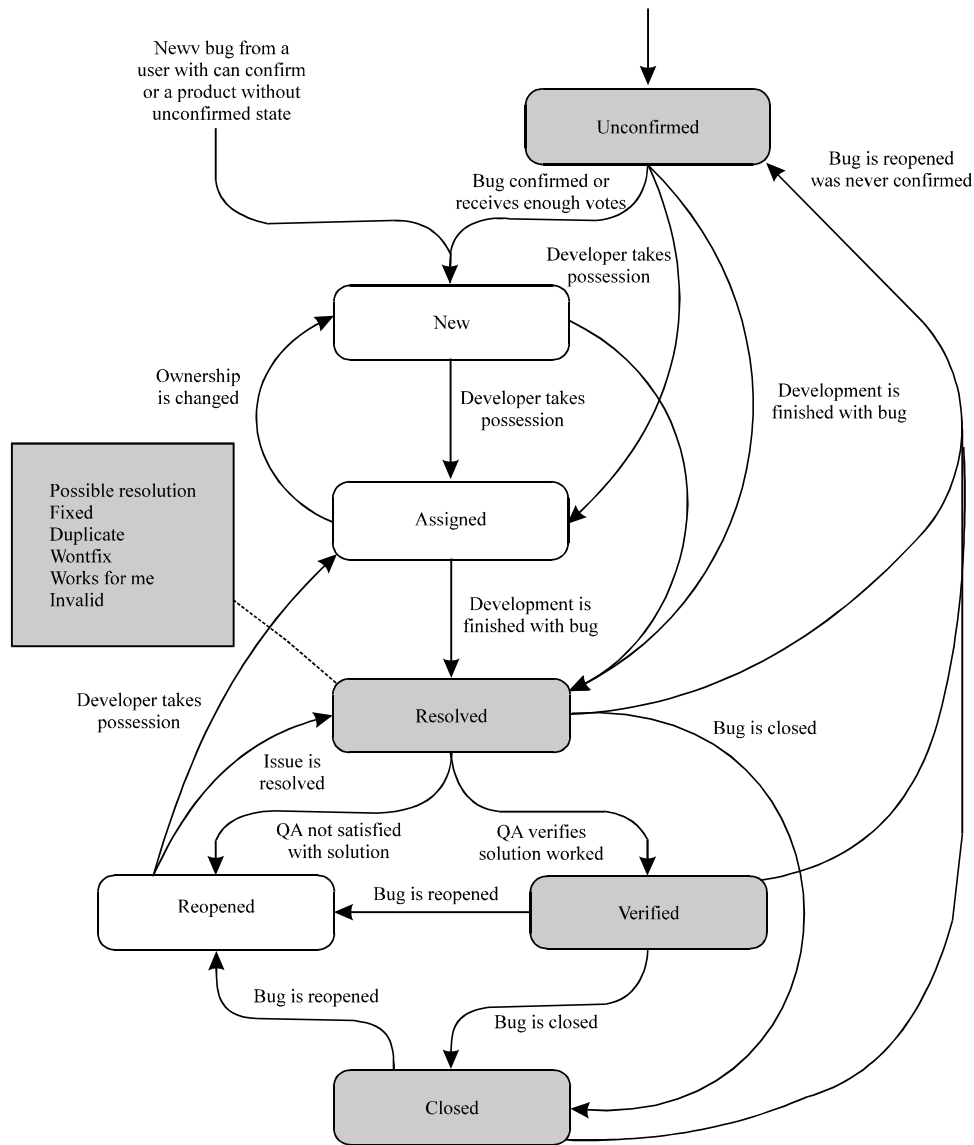 Newv bug from a
user with can confirm
or a product without
unconfirmed state
Unconfirmed
Bug is reopened
was never confirmed
Bug confirmed or
receives enough votes
Developer takes
possession
New
Ownership
is changed
Developer takes
possession
Development is
finished with bug
Possible resolution
Fixed
Duplicate
Wontfix
Works for me
Invalid
Assigned
Development is
finished with bug
Developer takes
possession
Resolved
Bug is closed
Issue is
resolved
QA not satisfied
with solution
QA verifies
solution worked
Reopened
Bug is reopened
Verified
Bug is reopened
Bug is closed
Closed